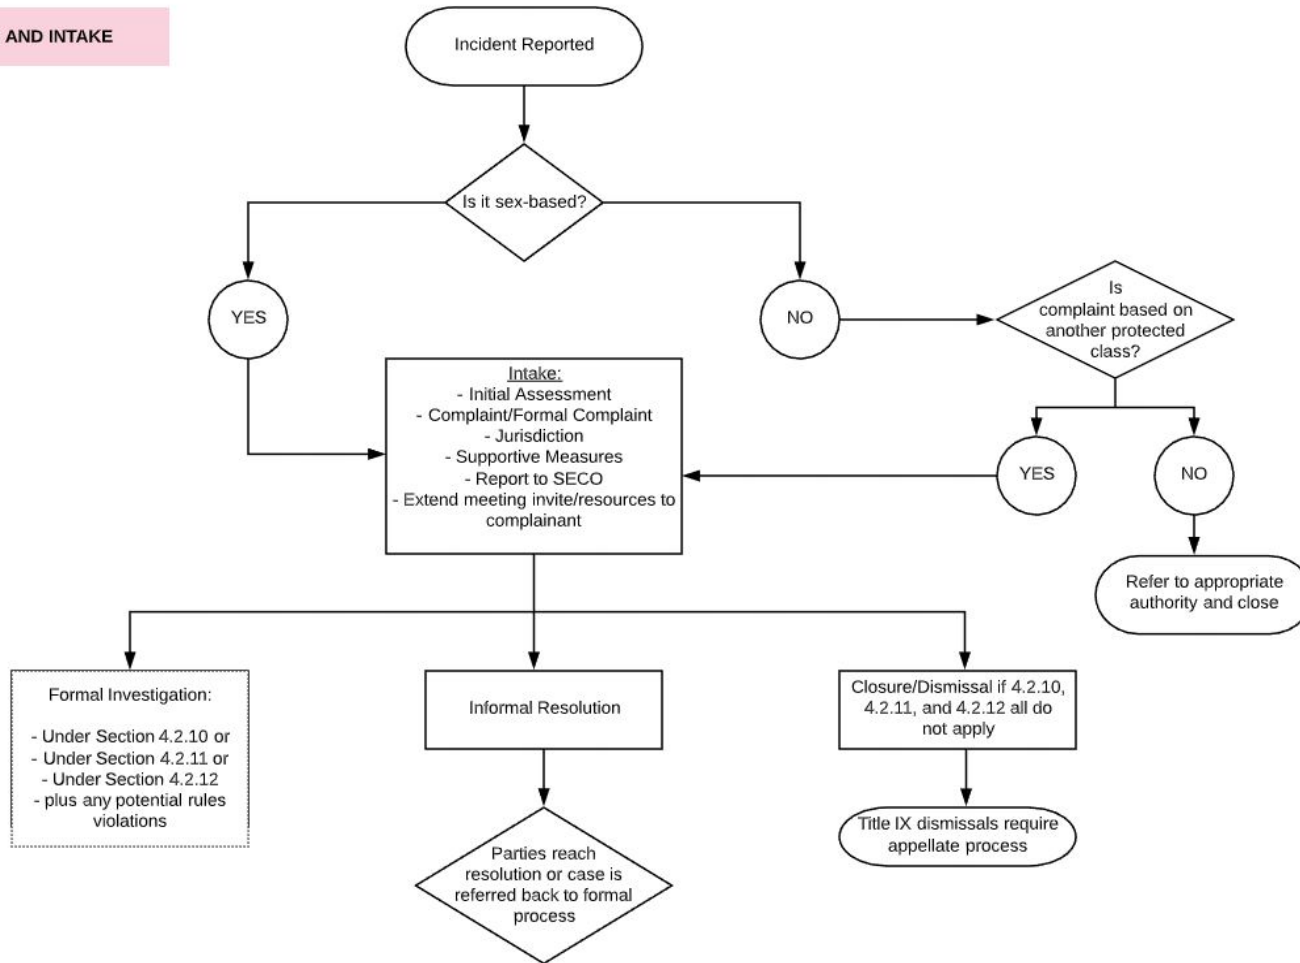 AND INTAKE
Incident Reported
Is it sex-based?
YES
NO
Is
complaint based on
another protected
class?
Intake:
- Initial Assessment
- Complaint/Formal Complaint
- Jurisdiction
- Supportive Measures
- Report to SECO
- Extend meeting invite/resources to
complainant
YES
NO
Refer to appropriate
authority and close
Formal Investigation:
- Under Section 4.2.10 or
- Under Section 4.2.11 or
- Under Section 4.2.12
- plus any potential rules
violations
Informal Resolution
Closure/Dismissal if 4.2.10,
4.2.11, and 4.2.12 all do
not apply
Parties reach
resolution or case is
referred back to formal
process
Title IX dismissals require
appellate process